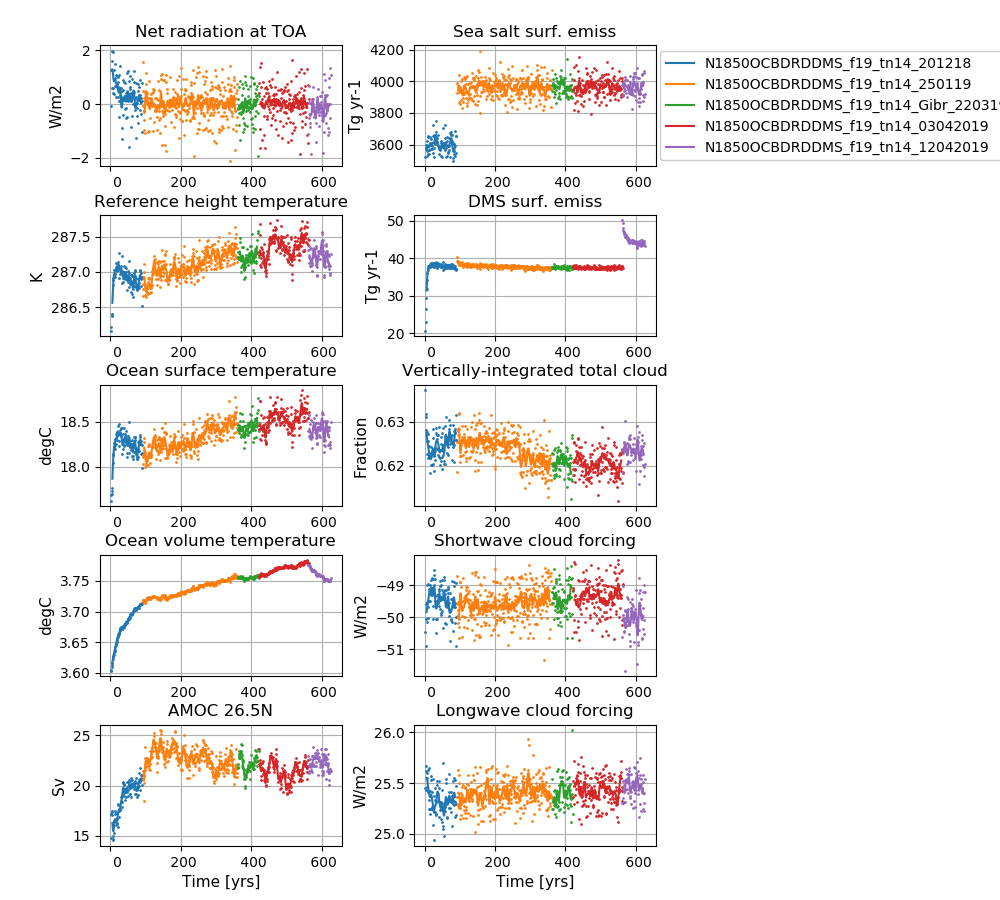 Net radiation at TOA
Sea salt surf. emiss
2
0
−2
W/m2
0 200 400 600
4200
4000
3800
3600
Tg yr-1
0 200 400 600
N1850OCBDRDDMS_f19_tn14_201218
N1850OCBDRDDMS_f19_tn14_250119
N1850OCBDRDDMS_f19_tn14_Gibr_22031
N1850OCBDRDDMS_f19_tn14_03042019
N1850OCBDRDDMS_f19_tn14_12042019
Reference height temperature
DMS surf. emiss
287.5
287.0
286.5
K
0 200 400 600
50
40
30
20
Tg yr-1
0 200 400 600
Ocean surface temperature
Vertically-integrated total cloud
18.5
18.0
degC
0 200 400 600
0.63
0.62
Fraction
0 200 400 600
Ocean volume temperature
Shortwave cloud forcing
3.75
3.70
3.65
3.60
degC
0 200 400 600
−49
−50
−51
W/m2
0 200 400 600
AMOC 26.5N
Longwave cloud forcing
25
20
15
Sv
0 200 400 600
Time [yrs]
26.0
25.5
25.0
W/m2
0 200 400 600
Time [yrs]